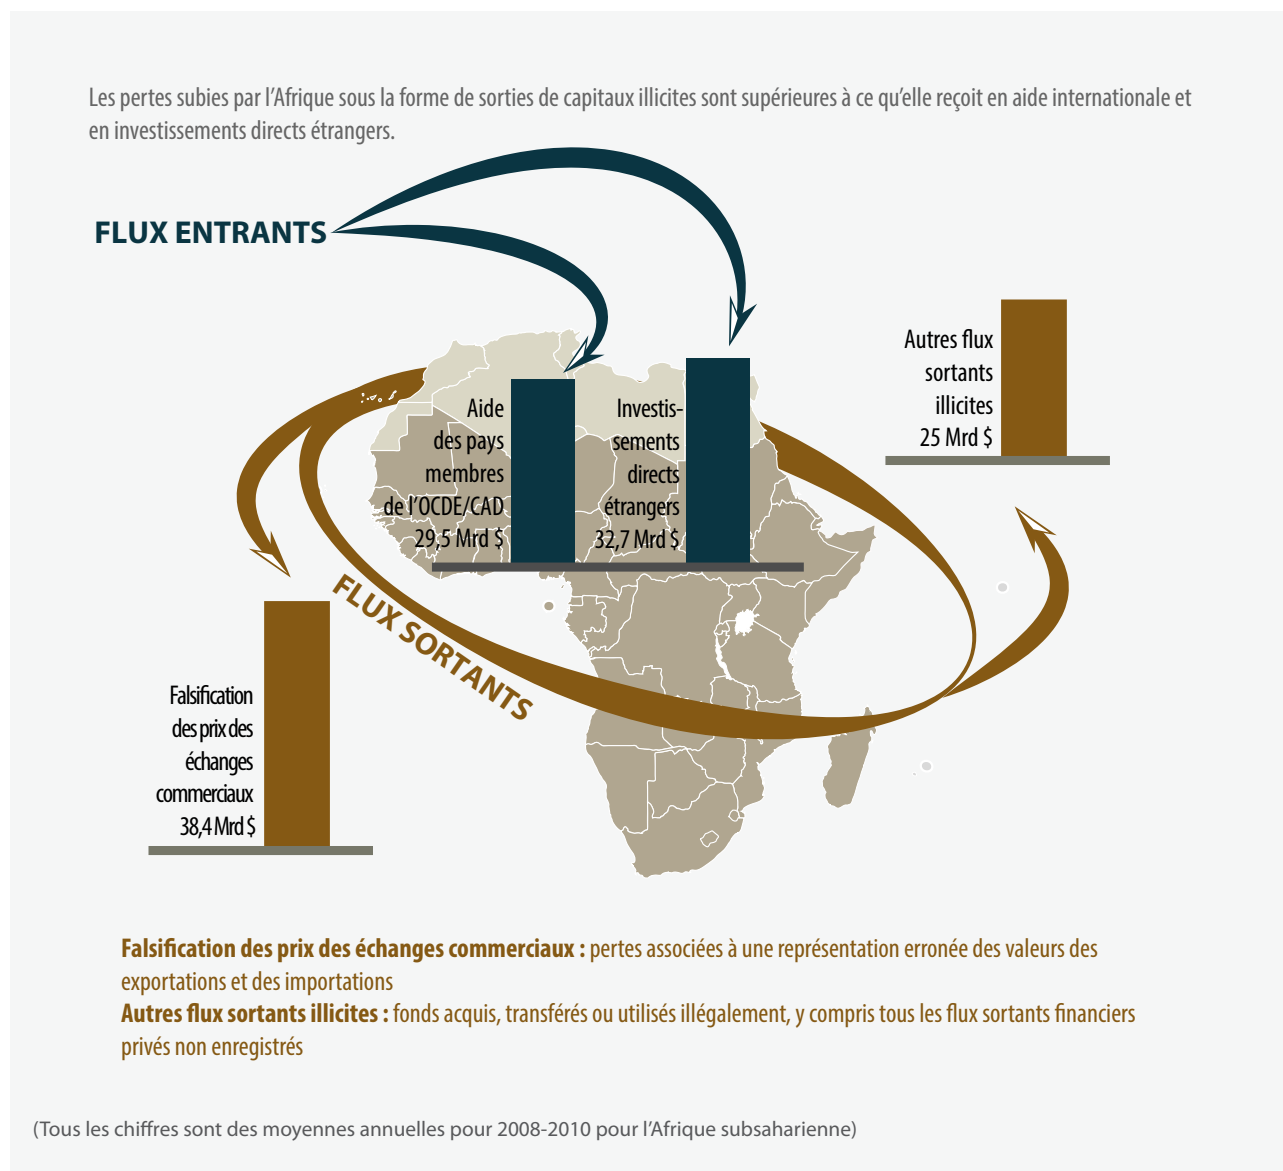 Les pertes subies par l’Afrique sous la forme de sorties de capitaux illicites sont supérieures à ce qu’elle reçoit en aide internationale et
en investissements directs étrangers.
FLUX ENTRANTS
Autres flux
sortants
illicites
25 Mrd $
Aide
des pays
membres
de l’OCDE/CAD
29,5 Mrd $
Investis-
sements
directs
étrangers
32,7 Mrd $
FLUX SORTANTS
Falsification
des prix des
échanges
commerciaux
38,4 Mrd $
Falsification des prix des échanges commerciaux : pertes associées à une représentation erronée des valeurs des
exportations et des importations
Autres flux sortants illicites : fonds acquis, transférés ou utilisés illégalement, y compris tous les flux sortants financiers
privés non enregistrés
(Tous les chiffres sont des moyennes annuelles pour 2008-2010 pour l’Afrique subsaharienne)